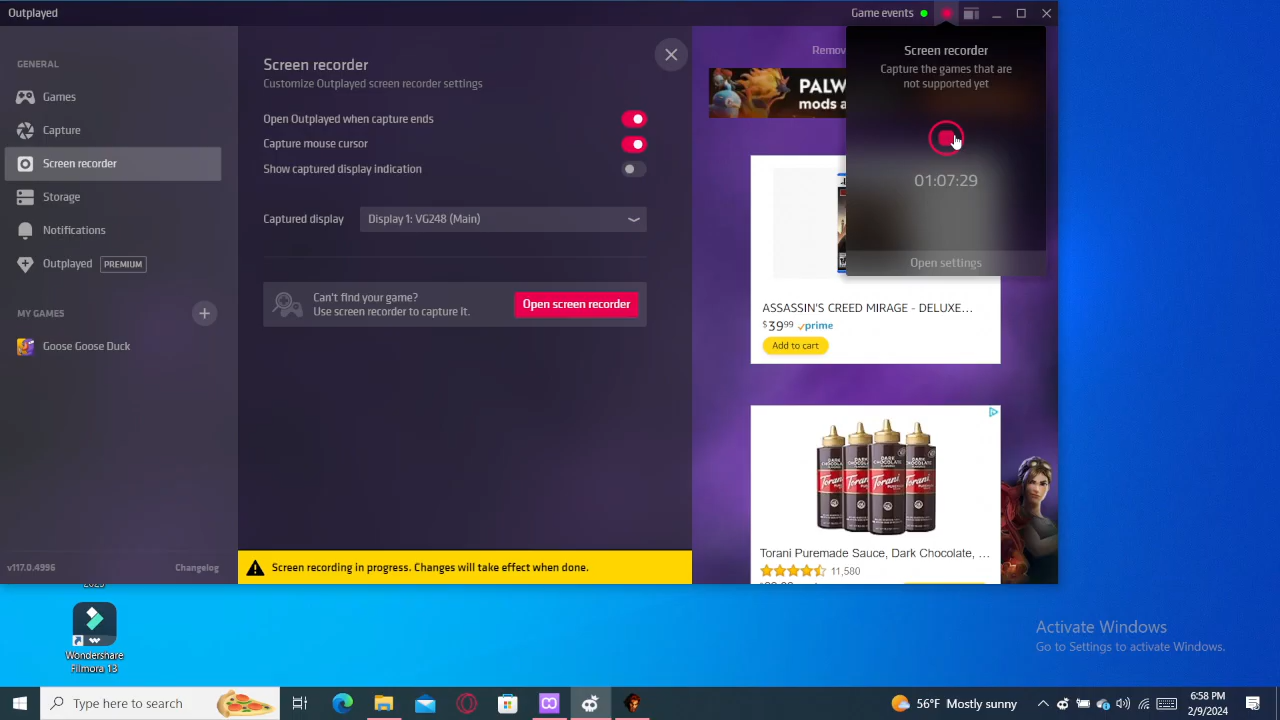 Outplayed
Game events
GENERAL
Games
Capture
Screen recorder
Storage
Notifications
Outplayed PREMIUM
MY GAMES
Goose Goose Duck
v117.0.4996 Changelog
Screen recorder
Customize Outplayed screen recorder settings
Open Outplayed when capture ends
Capture mouse cursor
Show captured display indication
Captured display Display 1: VG248 (Main)
Can't find your game?
Use screen recorder to capture it.
Open screen recorder
Screen recording in progress. Changes will take effect when done.
Screen recorder
Capture the games that are
not supported yet
01:07:29
Open settings
PALW
mods a
ASSASSIN'S CREED MIRAGE - DELUXE...
$39⁹⁹ prime
Add to cart
DARK CHOCOLATE
Torani
PUREMADE SAUCE
Torani Puremade Sauce, Dark Chocolate, ...
11,580
Wondershare
Filmora 13
Activate Windows
Go to Settings to activate Windows.
Type here to search
56°F Mostly sunny
6:58 PM
2/9/2024